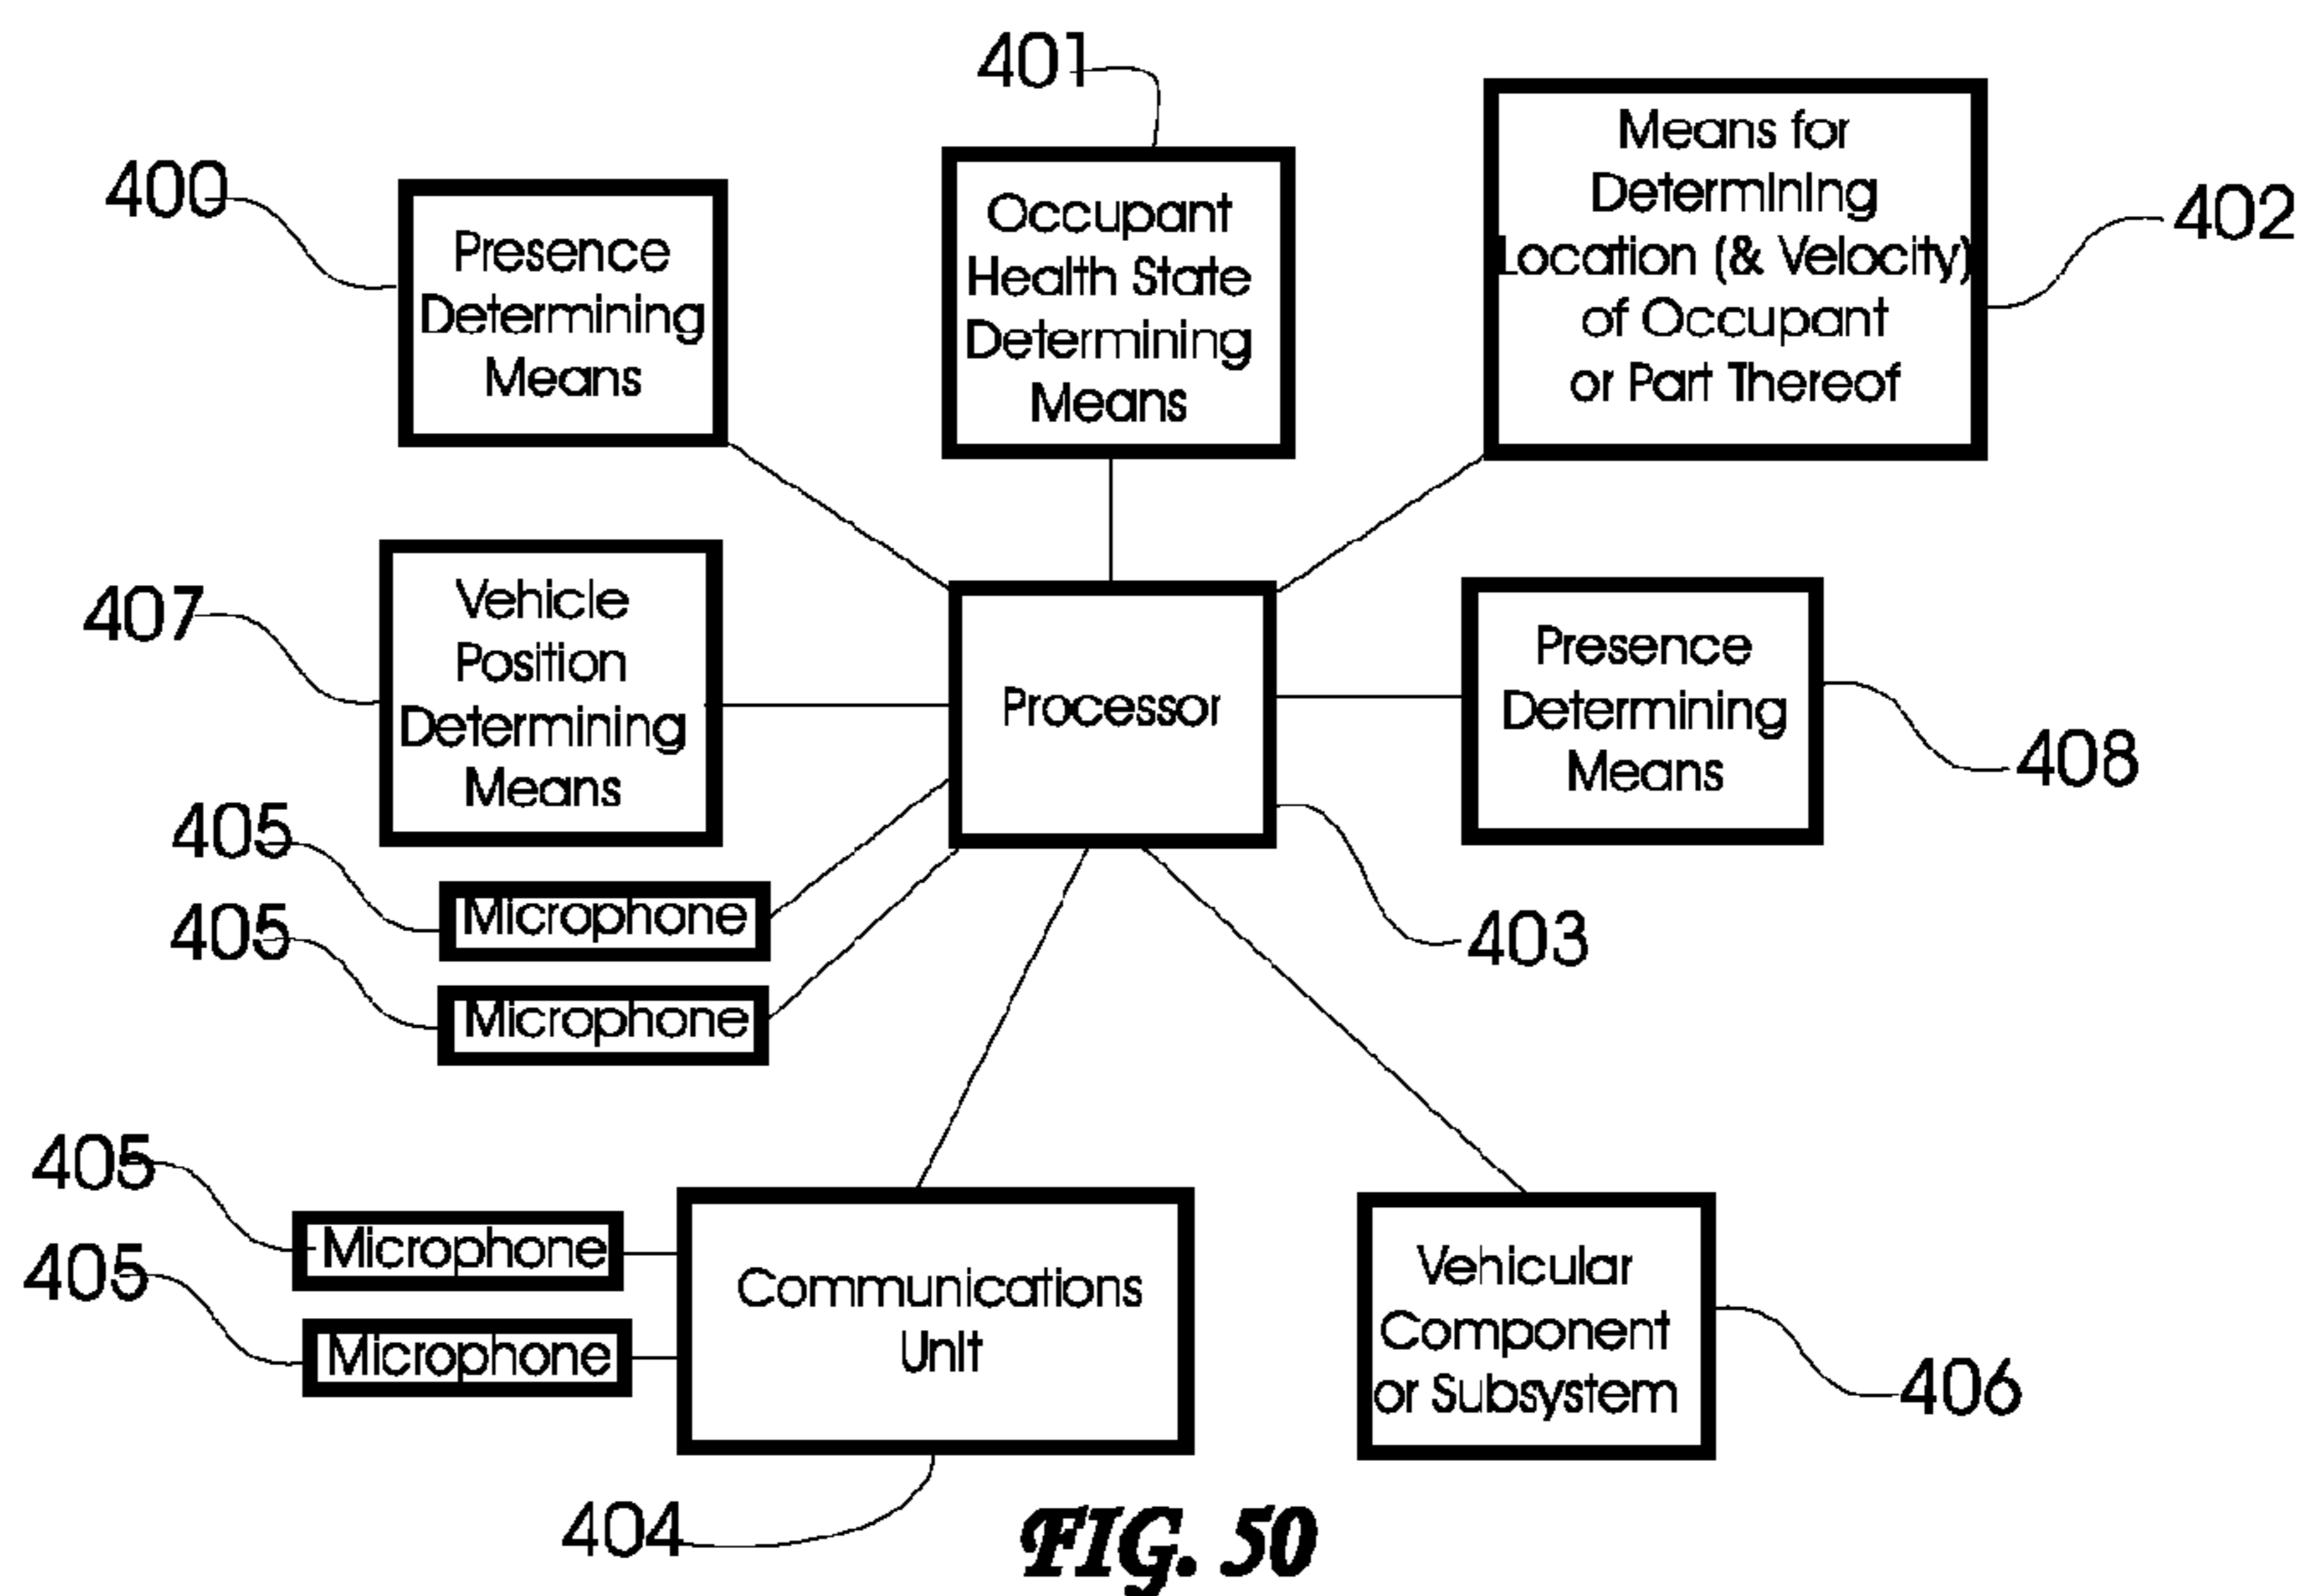 401
400
Presence
Determining
Means
Occupant
Health State
Determining
Means
Means for
Determining
Location (& Velocity)
of Occupant
or Part Thereof
402
407
Vehicle
Position
Determining
Means
Processor
Presence
Determining
Means
408
405
Microphone
405
Microphone
403
405
Microphone
405
Microphone
Communications
Unit
Vehicular
Component
or Subsystem
406
404
FIG. 50